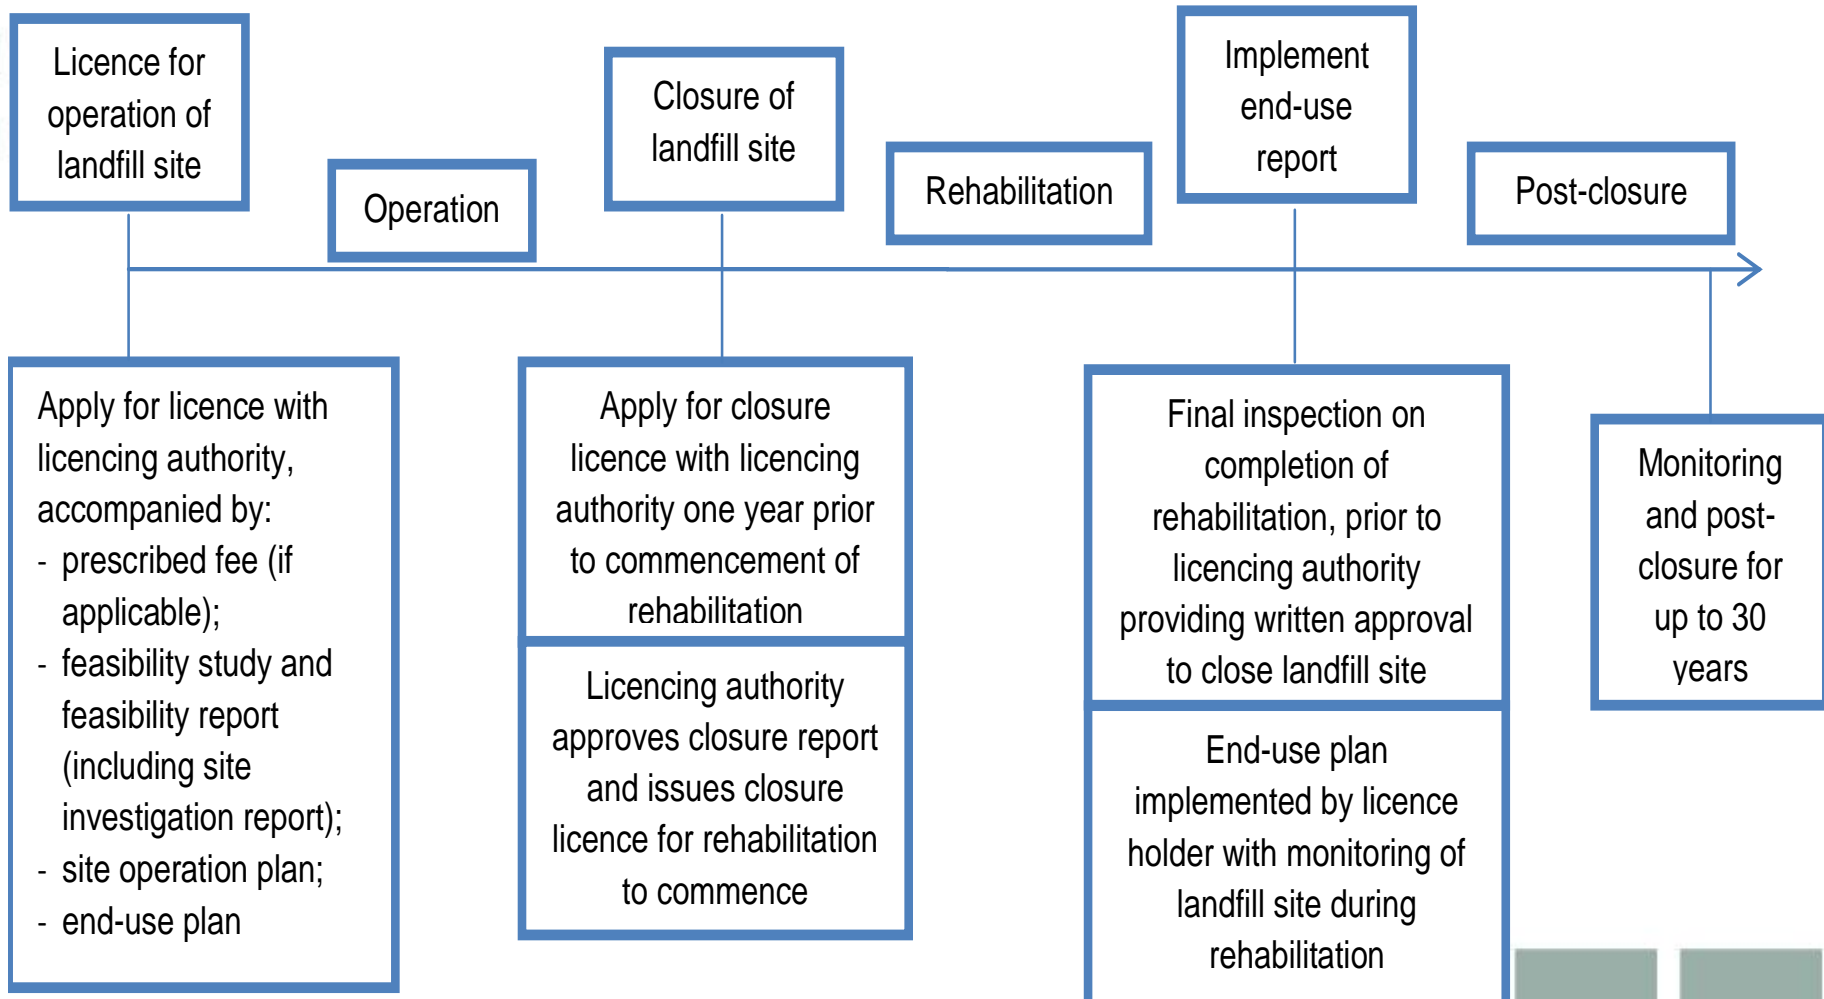 Licence for
operation of
landfill site
Operation
Closure of
landfill site
Rehabilitation
Implement
end-use
report
Post-closure
Apply for licence with
licencing authority,
accompanied by:
- prescribed fee (if
applicable);
- feasibility study and
feasibility report
(including site
investigation report);
- site operation plan;
- end-use plan
Apply for closure
licence with licencing
authority one year prior
to commencement of
rehabilitation
Licencing authority
approves closure report
and issues closure
licence for rehabilitation
to commence
Final inspection on
completion of
rehabilitation, prior to
licencing authority
providing written approval
to close landfill site
End-use plan
implemented by licence
holder with monitoring of
landfill site during
rehabilitation
Monitoring
and post-
closure for
up to 30
years